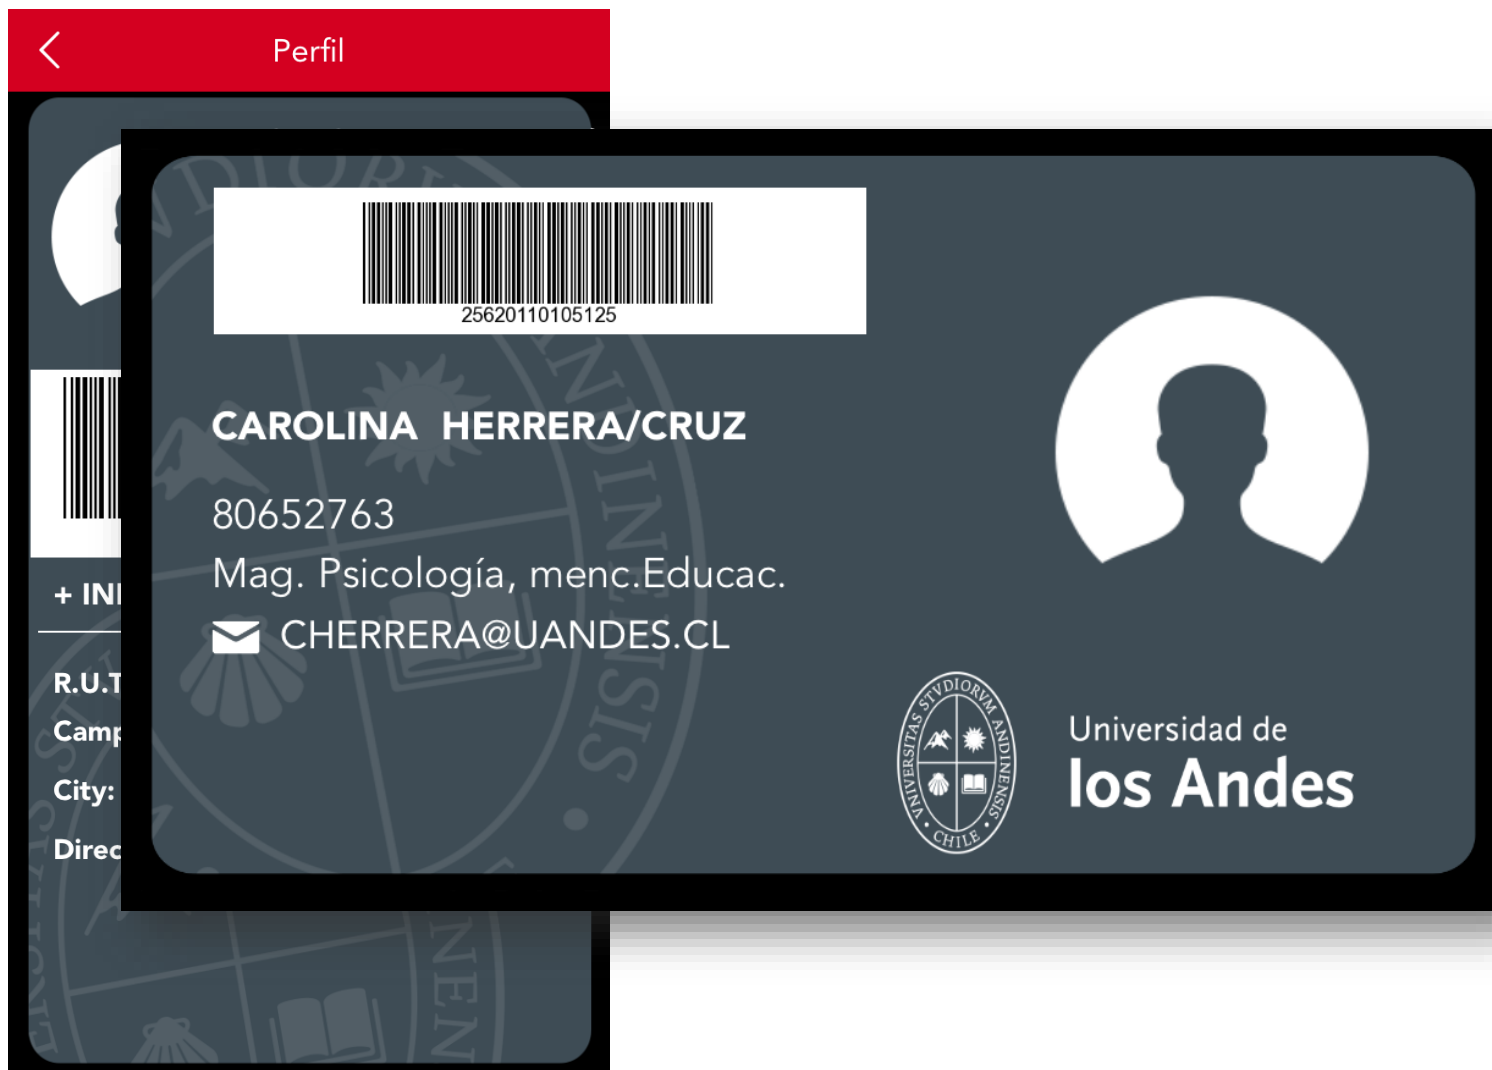 Perfil
25620110105125
CAROLINA HERRERA/CRUZ
80652763
Mag. Psicología, menc.Educac.
CHERRERA@UANDES.CL
VNIVERSITAS STVDIORVM ANDINENSIS • CHILE •
Universidad de
los Andes
+ INI
R.U.T
Camp
City:
Direc